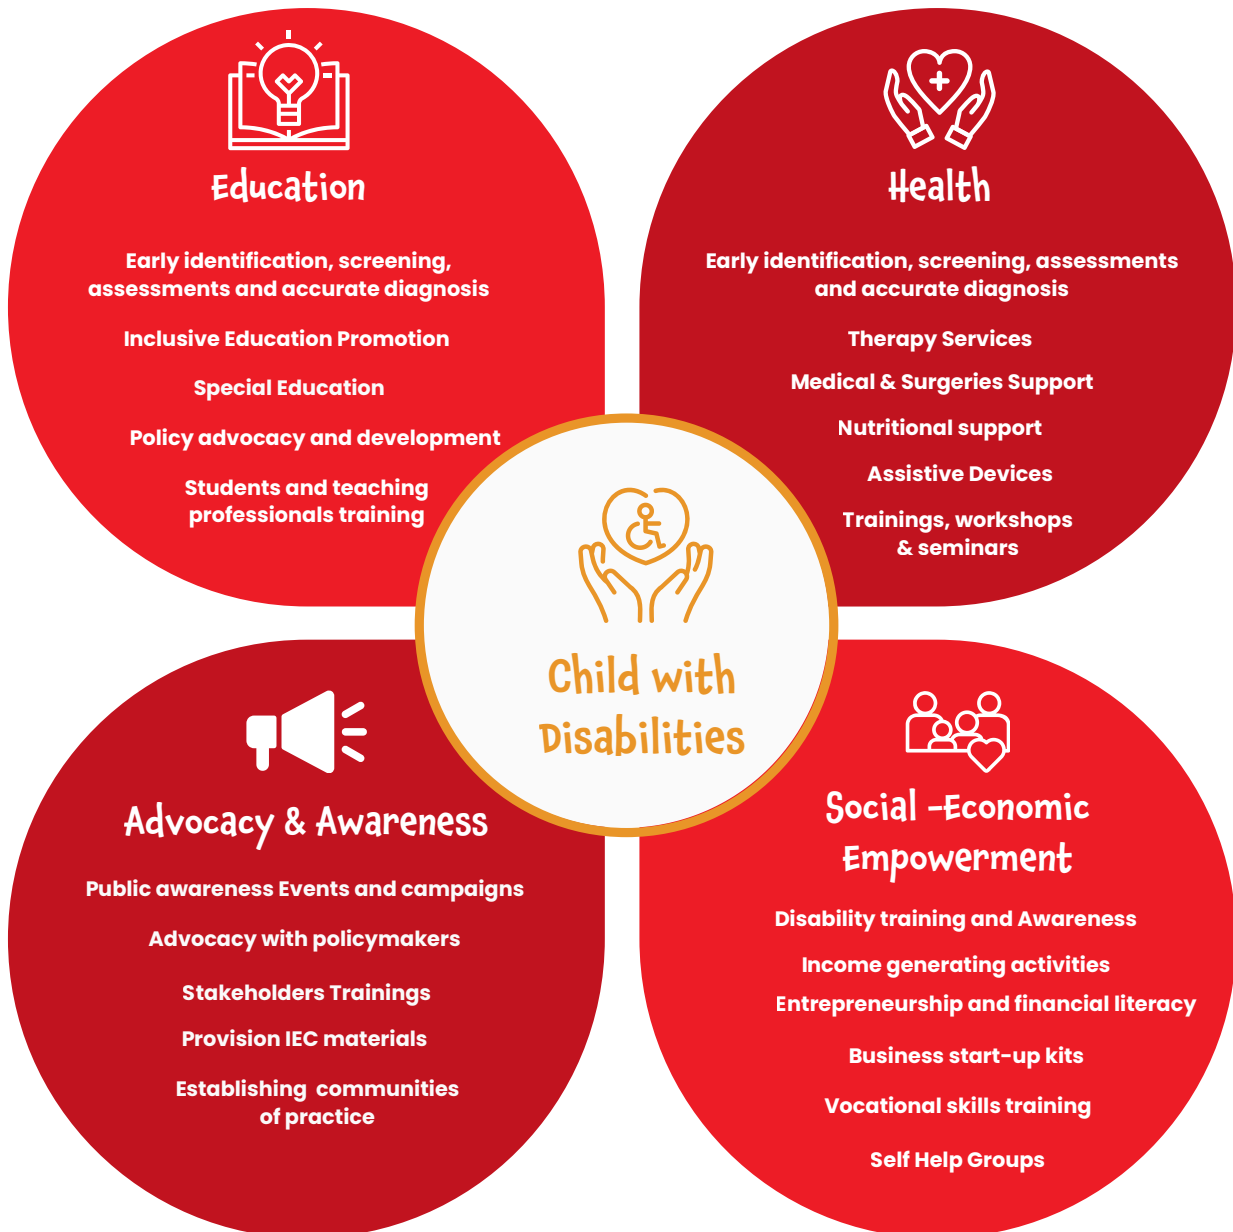 Education
Early identification, screening,
assessments and accurate diagnosis
Inclusive Education Promotion
Special Education
Policy advocacy and development
Students and teaching
professionals training
Health
Early identification, screening, assessments
and accurate diagnosis
Therapy Services
Medical & Surgeries Support
Nutritional support
Assistive Devices
Trainings, workshops
& seminars
Child with
Disabilities
Advocacy & Awareness
Public awareness Events and campaigns
Advocacy with policymakers
Stakeholders Trainings
Provision IEC materials
Establishing communities
of practice
Social -Economic
Empowerment
Disability training and Awareness
Income generating activities
Entrepreneurship and financial literacy
Business start-up kits
Vocational skills training
Self Help Groups